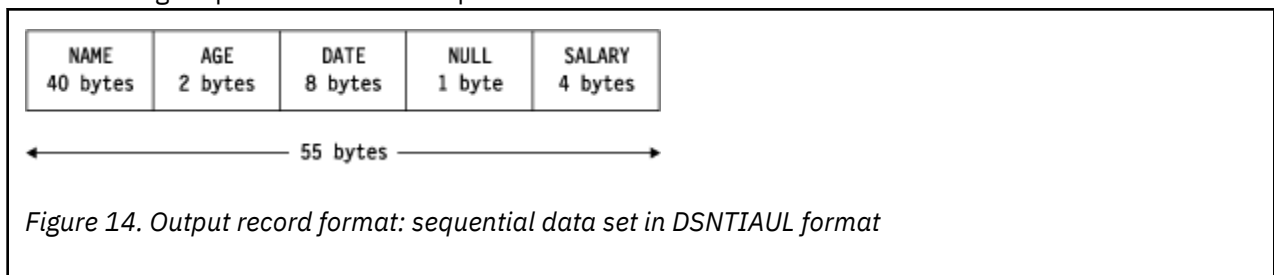 NAME AGE DATE NULL SALARY
40 bytes 2 bytes 8 bytes 1 byte 4 bytes
55 bytes
Figure 14. Output record format: sequential data set in DSNTIAUL format